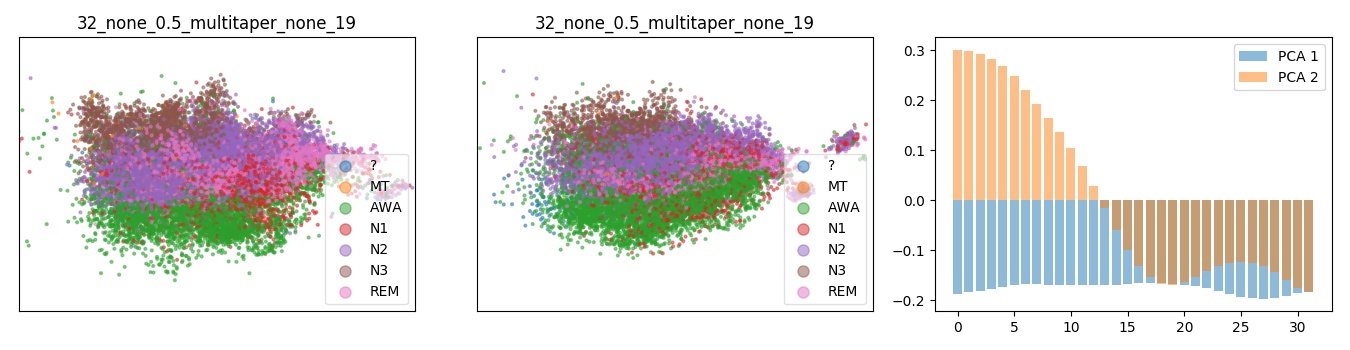 32_none_0.5_multitaper_none_19
?
MT
AWA
N1
N2
N3
REM
32_none_0.5_multitaper_none_19
?
MT
AWA
N1
N2
N3
REM
PCA 1
PCA 2
0.3
0.2
0.1
0.0
−0.1
−0.2
0 5 10 15 20 25 30